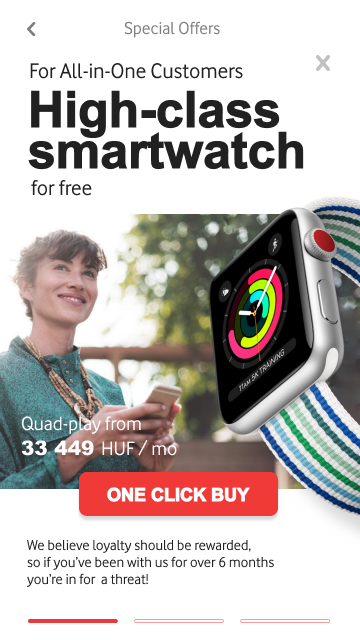 Special Offers
For All-in-One Customers
High-class
smartwatch
for free
11AM 5K TRAINING
Quad-play from
33 449 HUF / mo
ONE CLICK BUY
We believe loyalty should be rewarded,
so if you've been with us for over 6 months
you're in for a threat!